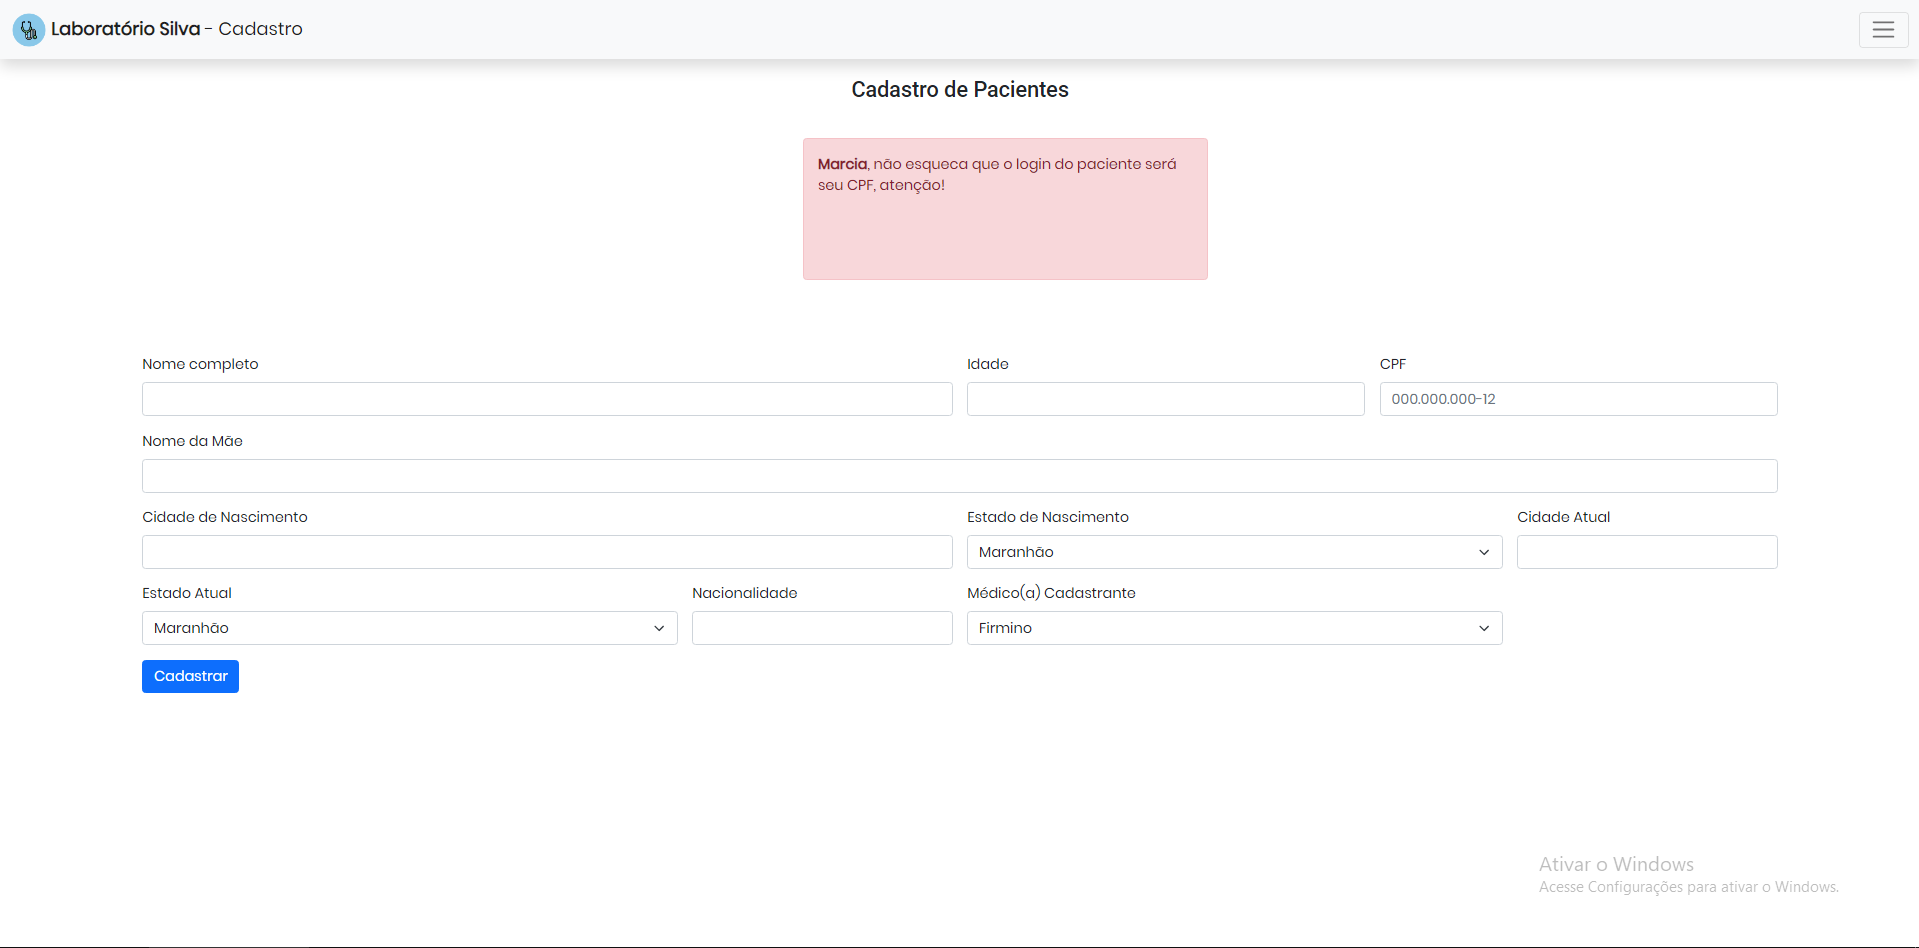 Laboratório Silva - Cadastro
Cadastro de Pacientes
Marcia, não esqueca que o login do paciente será
seu CPF, atenção!
Nome completo
Idade
CPF
000.000.000-12
Nome da Mãe
Cidade de Nascimento
Estado de Nascimento
Cidade Atual
Maranhão
Estado Atual
Nacionalidade
Médico(a) Cadastrante
Maranhão
Firmino
Cadastrar
Ativar o Windows
Acesse Configurações para ativar o Windows.